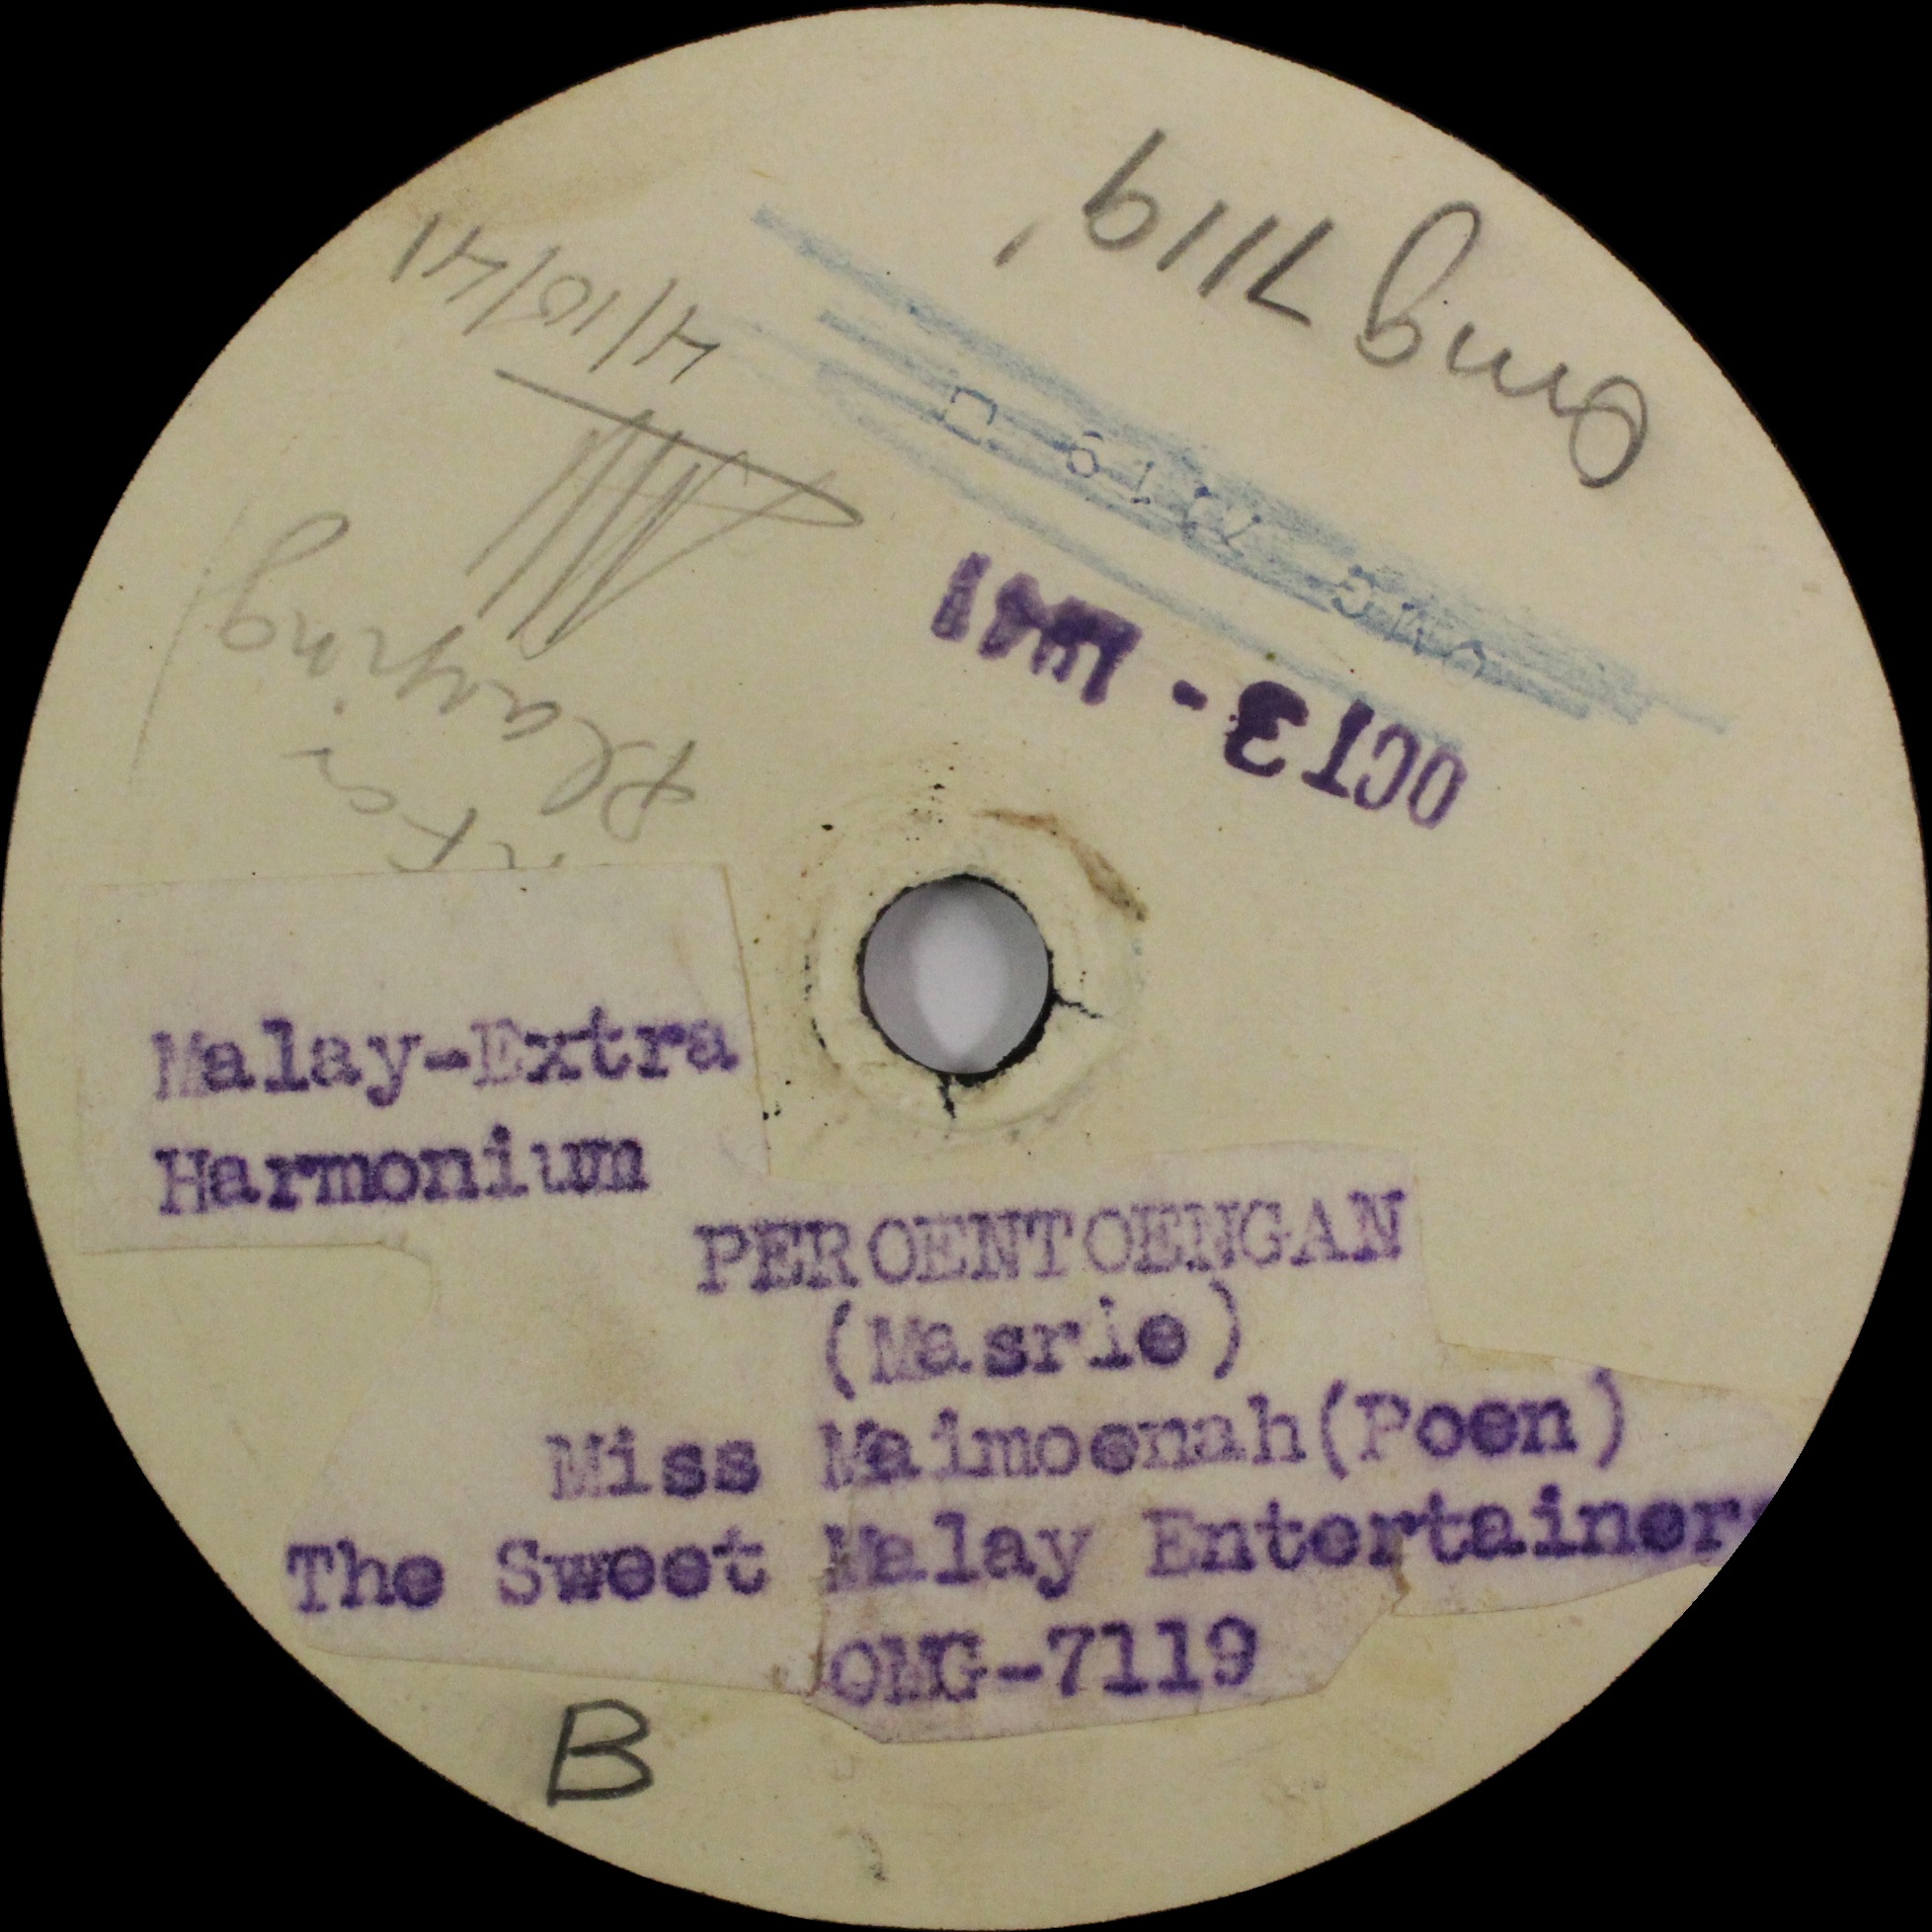 Omg 7119
4/10/41
OCT 3 - 1941
Playing
Malay-Extra
Harmonium
PEROENTOENGAN
(Masrie)
Miss Maimoenah(Poen)
The Sweet Malay Entertainers
OMG-7119
B